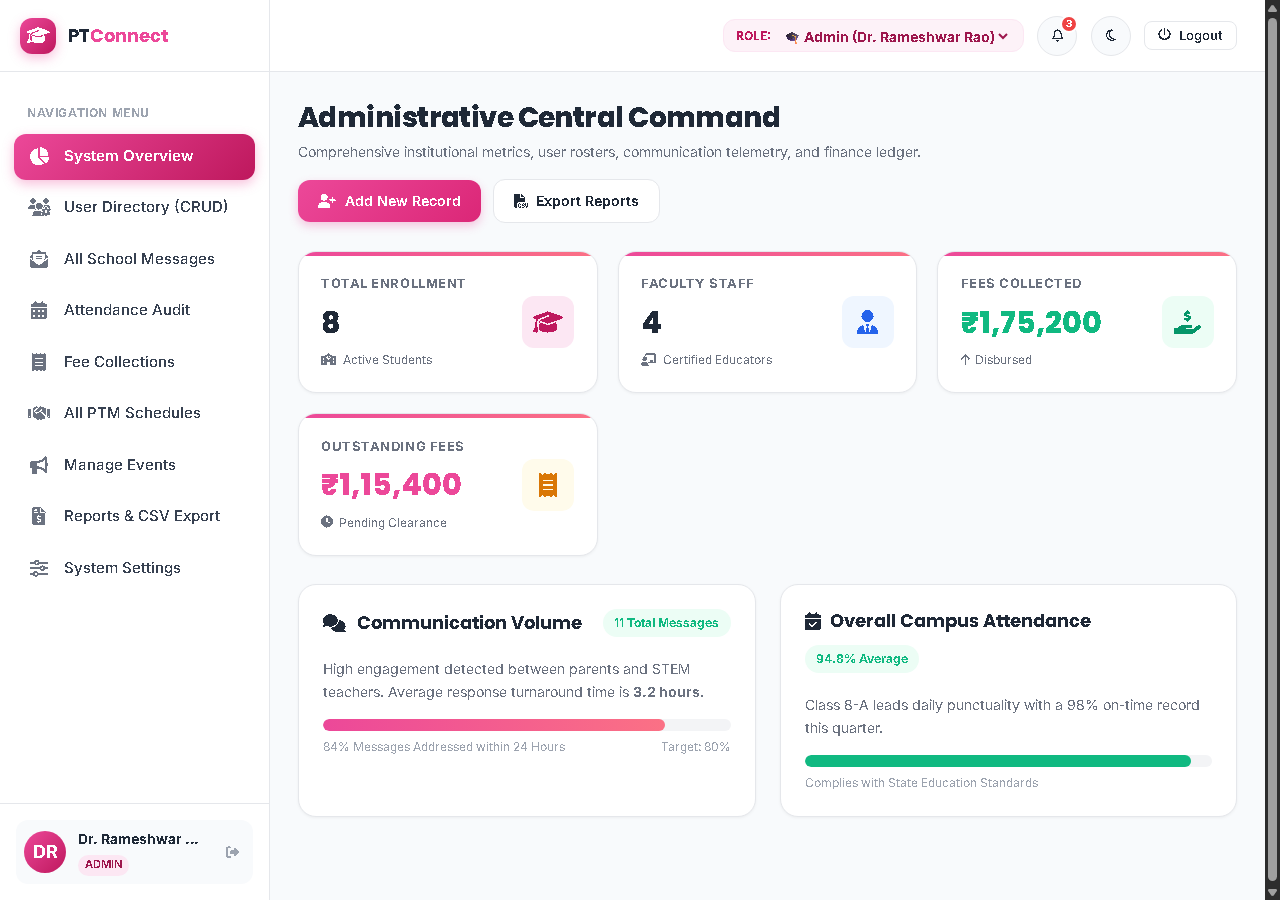 PTConnect
ROLE: Admin (Dr. Rameshwar Rao)
3
Logout
NAVIGATION MENU
System Overview
User Directory (CRUD)
All School Messages
Attendance Audit
Fee Collections
All PTM Schedules
Manage Events
Reports & CSV Export
System Settings
Dr. Rameshwar ...
DR
ADMIN
Administrative Central Command
Comprehensive institutional metrics, user rosters, communication telemetry, and finance ledger.
Add New Record
Export Reports
TOTAL ENROLLMENT
8
Active Students
FACULTY STAFF
4
Certified Educators
FEES COLLECTED
₹1,75,200
Disbursed
OUTSTANDING FEES
₹1,15,400
Pending Clearance
Communication Volume
11 Total Messages
High engagement detected between parents and STEM
teachers. Average response turnaround time is 3.2 hours.
84% Messages Addressed within 24 Hours
Target: 80%
Overall Campus Attendance
94.8% Average
Class 8-A leads daily punctuality with a 98% on-time record
this quarter.
Complies with State Education Standards